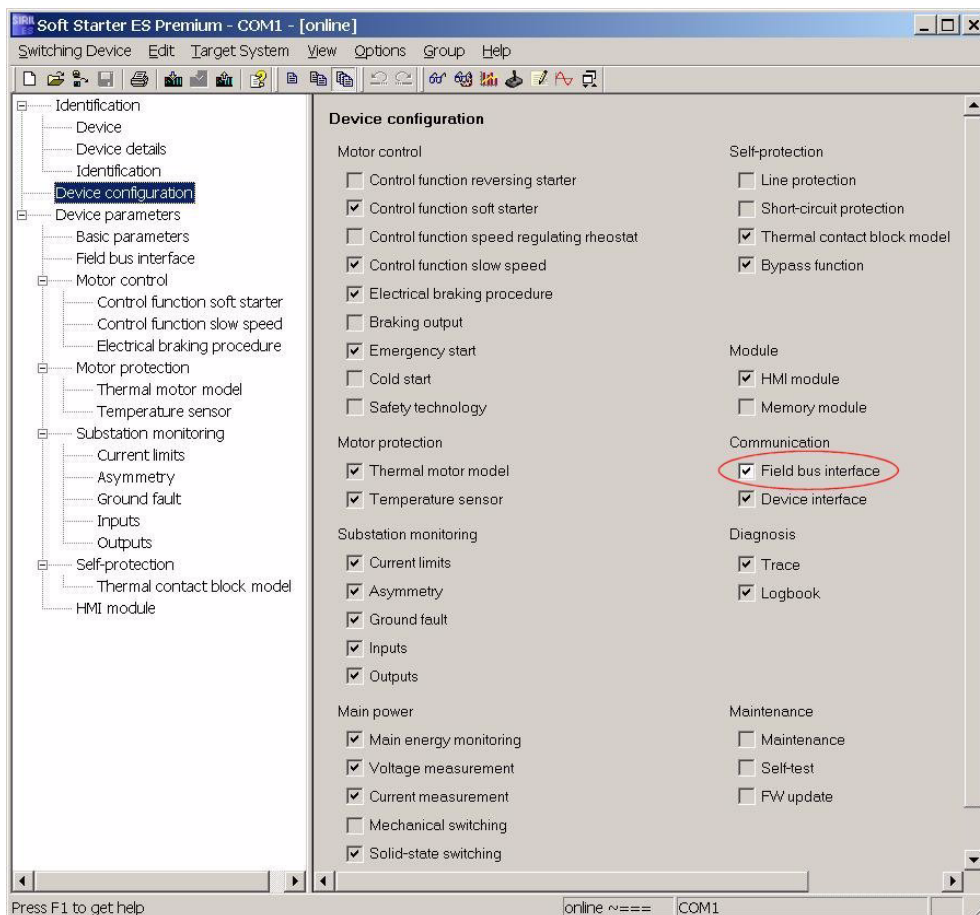 Soft Starter ES Premium - COM1 - [online]
Switching Device Edit Target System View Options Group Help
Identification
Device
Device details
Identification
Device configuration
Device parameters
Basic parameters
Field bus interface
Motor control
Control function soft starter
Control function slow speed
Electrical braking procedure
Motor protection
Thermal motor model
Temperature sensor
Substation monitoring
Current limits
Asymmetry
Ground fault
Inputs
Outputs
Self-protection
Thermal contact block model
HMI module
Device configuration
Motor control
Control function reversing starter
Control function soft starter
Control function speed regulating rheostat
Control function slow speed
Electrical braking procedure
Braking output
Emergency start
Cold start
Safety technology
Motor protection
Thermal motor model
Temperature sensor
Substation monitoring
Current limits
Asymmetry
Ground fault
Inputs
Outputs
Main power
Main energy monitoring
Voltage measurement
Current measurement
Mechanical switching
Solid-state switching
Self-protection
Line protection
Short-circuit protection
Thermal contact block model
Bypass function
Module
HMI module
Memory module
Communication
Field bus interface
Device interface
Diagnosis
Trace
Logbook
Maintenance
Maintenance
Self-test
FW update
Press F1 to get help
online ~===
COM1